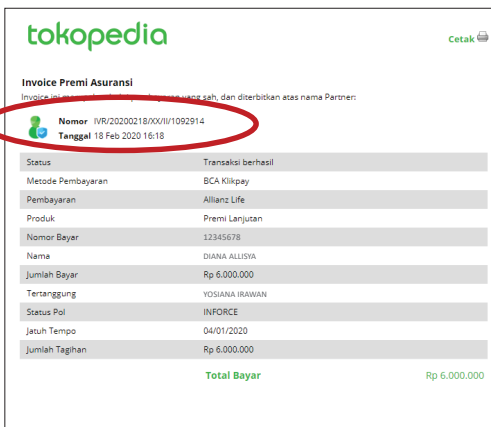 tokopedia
Cetak
Invoice Premi Asuransi
Invoice ini yang sah, dan diterbitkan atas nama Partner:
Nomor IVR/20200218/XX/II/1092914
Tanggal 18 Feb 2020 16:18
Status Transaksi berhasil
Metode Pembayaran BCA Klikpay
Pembayaran Allianz Life
Produk Premi Lanjutan
Nomor Bayar 12345678
Nama DIANA ALLISYA
Jumlah Bayar Rp 6.000.000
Tertanggung YOSIANA IRAWAN
Status Pol INFORCE
Jatuh Tempo 04/01/2020
Jumlah Tagihan Rp 6.000.000
Total Bayar Rp 6.000.000